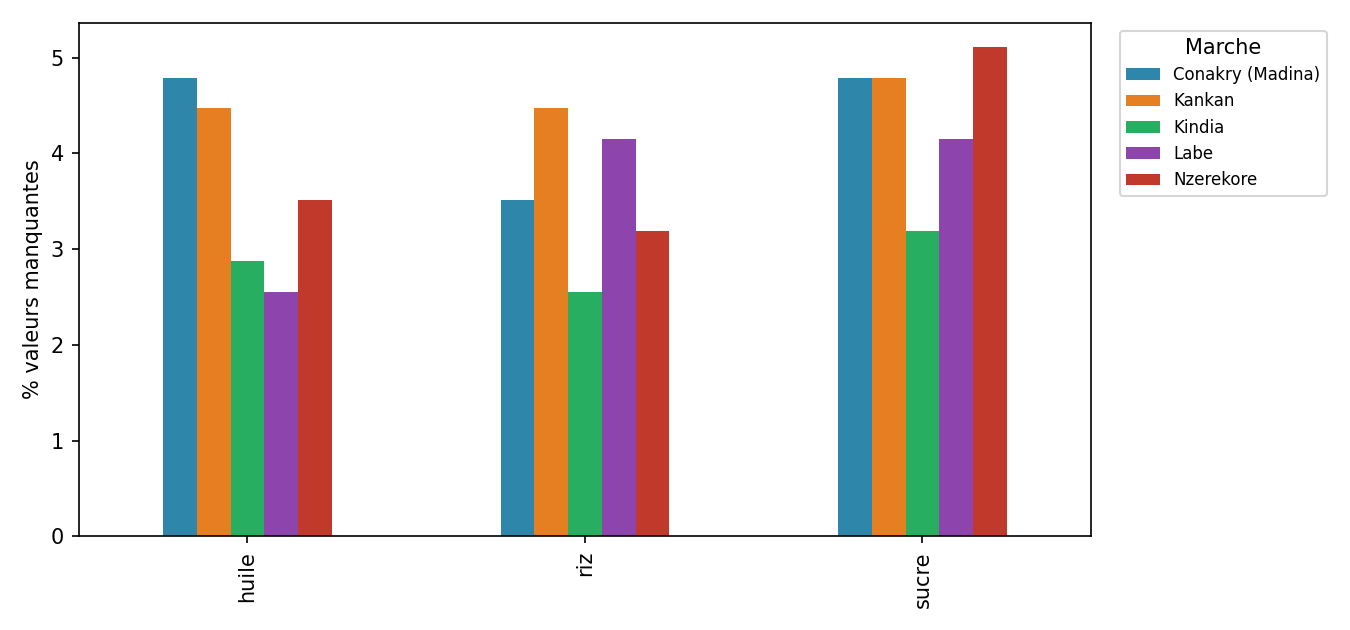 % valeurs manquantes
5
4
3
2
1
0
huile
riz
sucre
Marche
Conakry (Madina)
Kankan
Kindia
Labe
Nzerekore